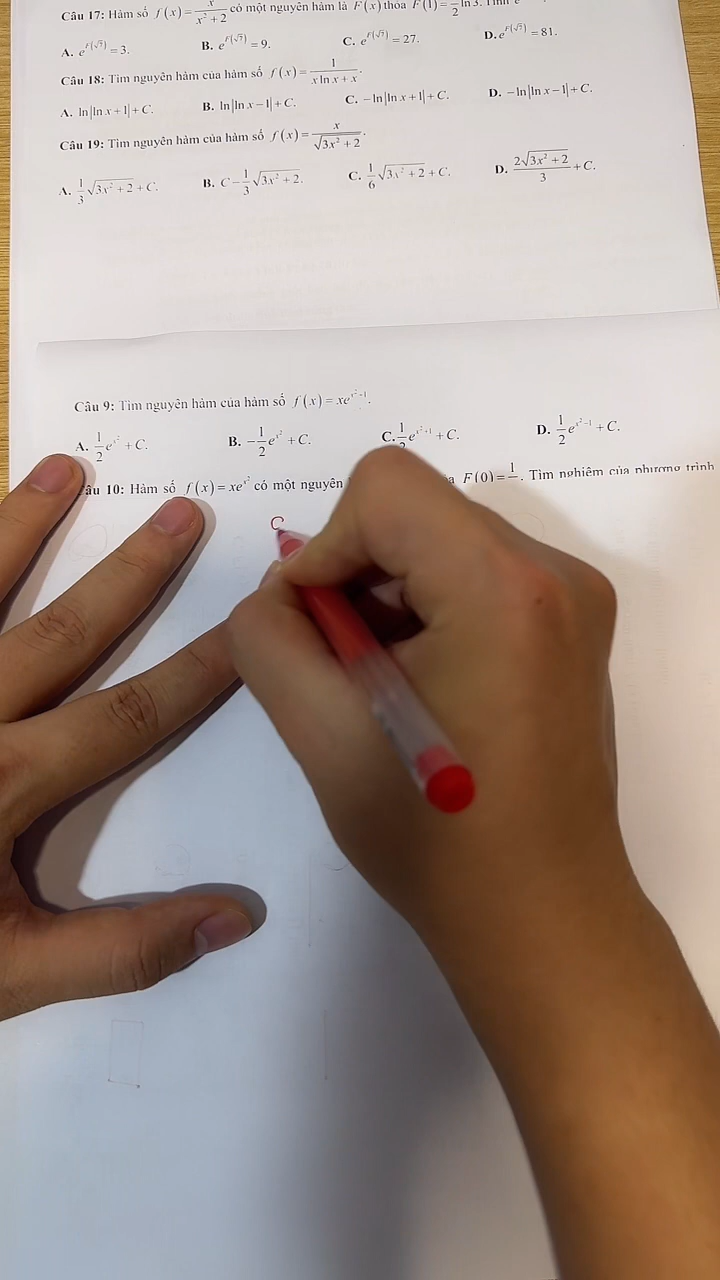 Câu 17: Hàm số f(x) = x/(x² + 2) có một nguyên hàm là F(x) thỏa F(1) = 1/2 ln 3.
A. e^{F(√7)} = 3. B. e^{F(√7)} = 9. C. e^{F(√7)} = 27. D. e^{F(√7)} = 81.
Câu 18: Tìm nguyên hàm của hàm số f(x) = 1/(x ln x + x).
A. ln|ln x + 1| + C. B. ln|ln x − 1| + C. C. −ln|ln x + 1| + C. D. −ln|ln x − 1| + C.
Câu 19: Tìm nguyên hàm của hàm số f(x) = x/√(3x² + 2).
A. 1/3 √(3x² + 2) + C. B. C − 1/3 √(3x² + 2). C. 1/6 √(3x² + 2) + C. D. 2√(3x² + 2)/3 + C.
Câu 9: Tìm nguyên hàm của hàm số f(x) = xe^{x²−1}.
A. 1/2 e^{x²} + C. B. −1/2 e^{x²} + C. C. 1/2 e^{x²+1} + C. D. 1/2 e^{x²−1} + C.
âu 10: Hàm số f(x) = xe^{x²} có một nguyên F(0) = . Tìm nghiệm của phương trình